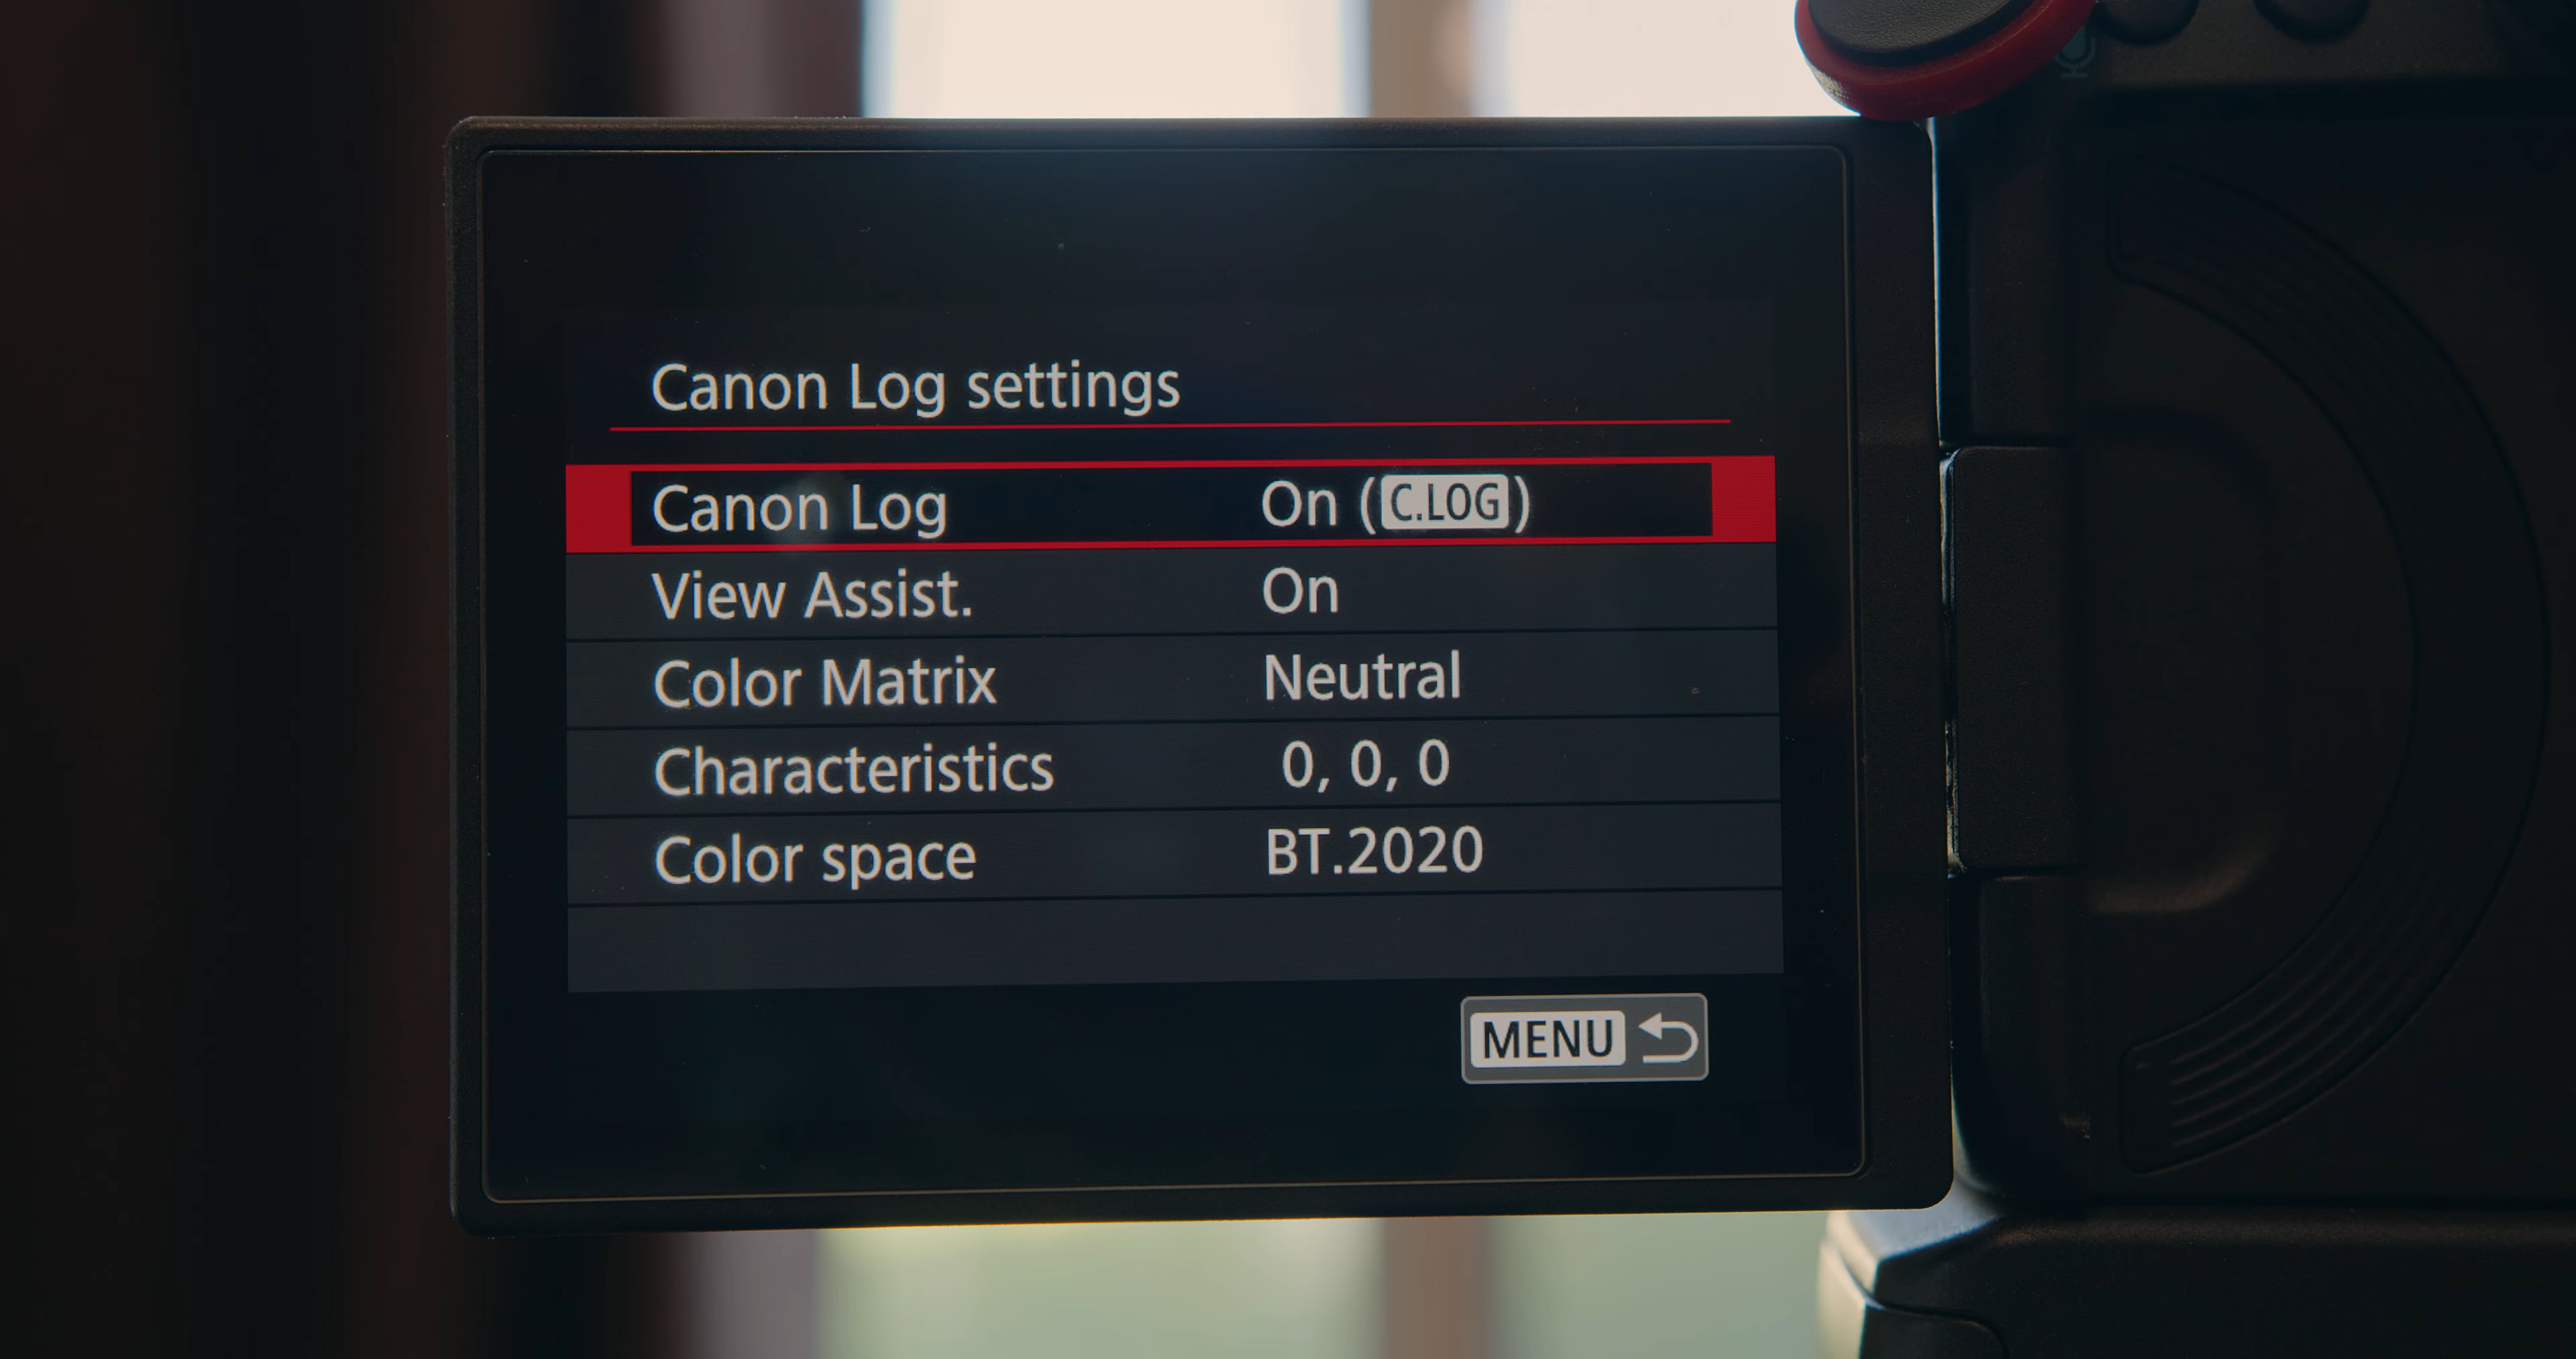 Canon Log settings
Canon Log On (C.LOG)
View Assist. On
Color Matrix Neutral
Characteristics 0, 0, 0
Color space BT.2020
MENU